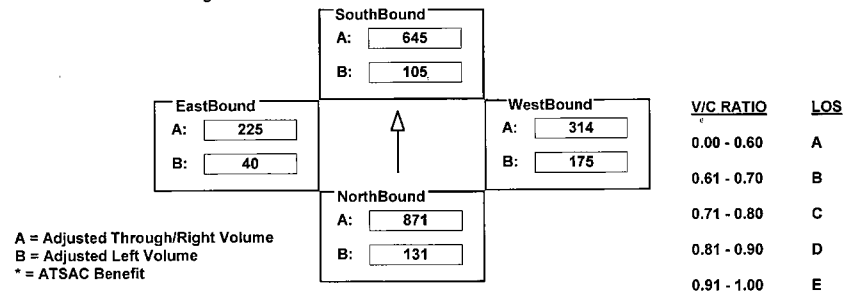 SouthBound
A: 645
B: 105
EastBound
A: 225
B: 40
WestBound
A: 314
B: 175
NorthBound
A: 871
B: 131
A = Adjusted Through/Right Volume
B = Adjusted Left Volume
* = ATSAC Benefit
V/C RATIO LOS
0.00 - 0.60 A
0.61 - 0.70 B
0.71 - 0.80 C
0.81 - 0.90 D
0.91 - 1.00 E